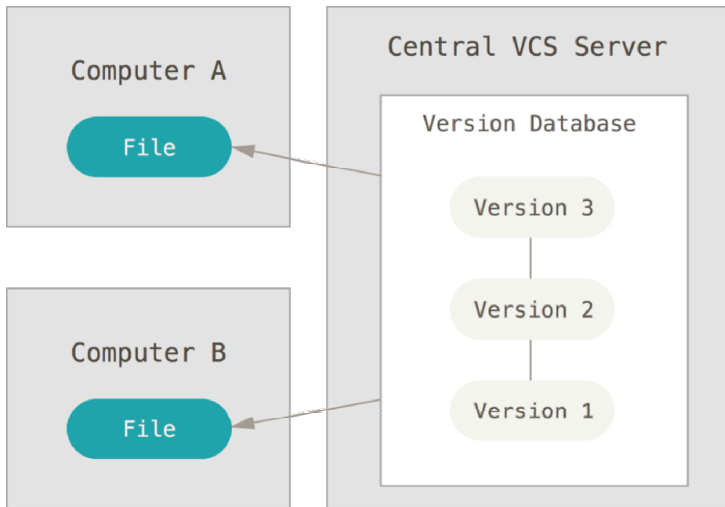 Computer A
File
Computer B
File
Central VCS Server
Version Database
Version 3
Version 2
Version 1